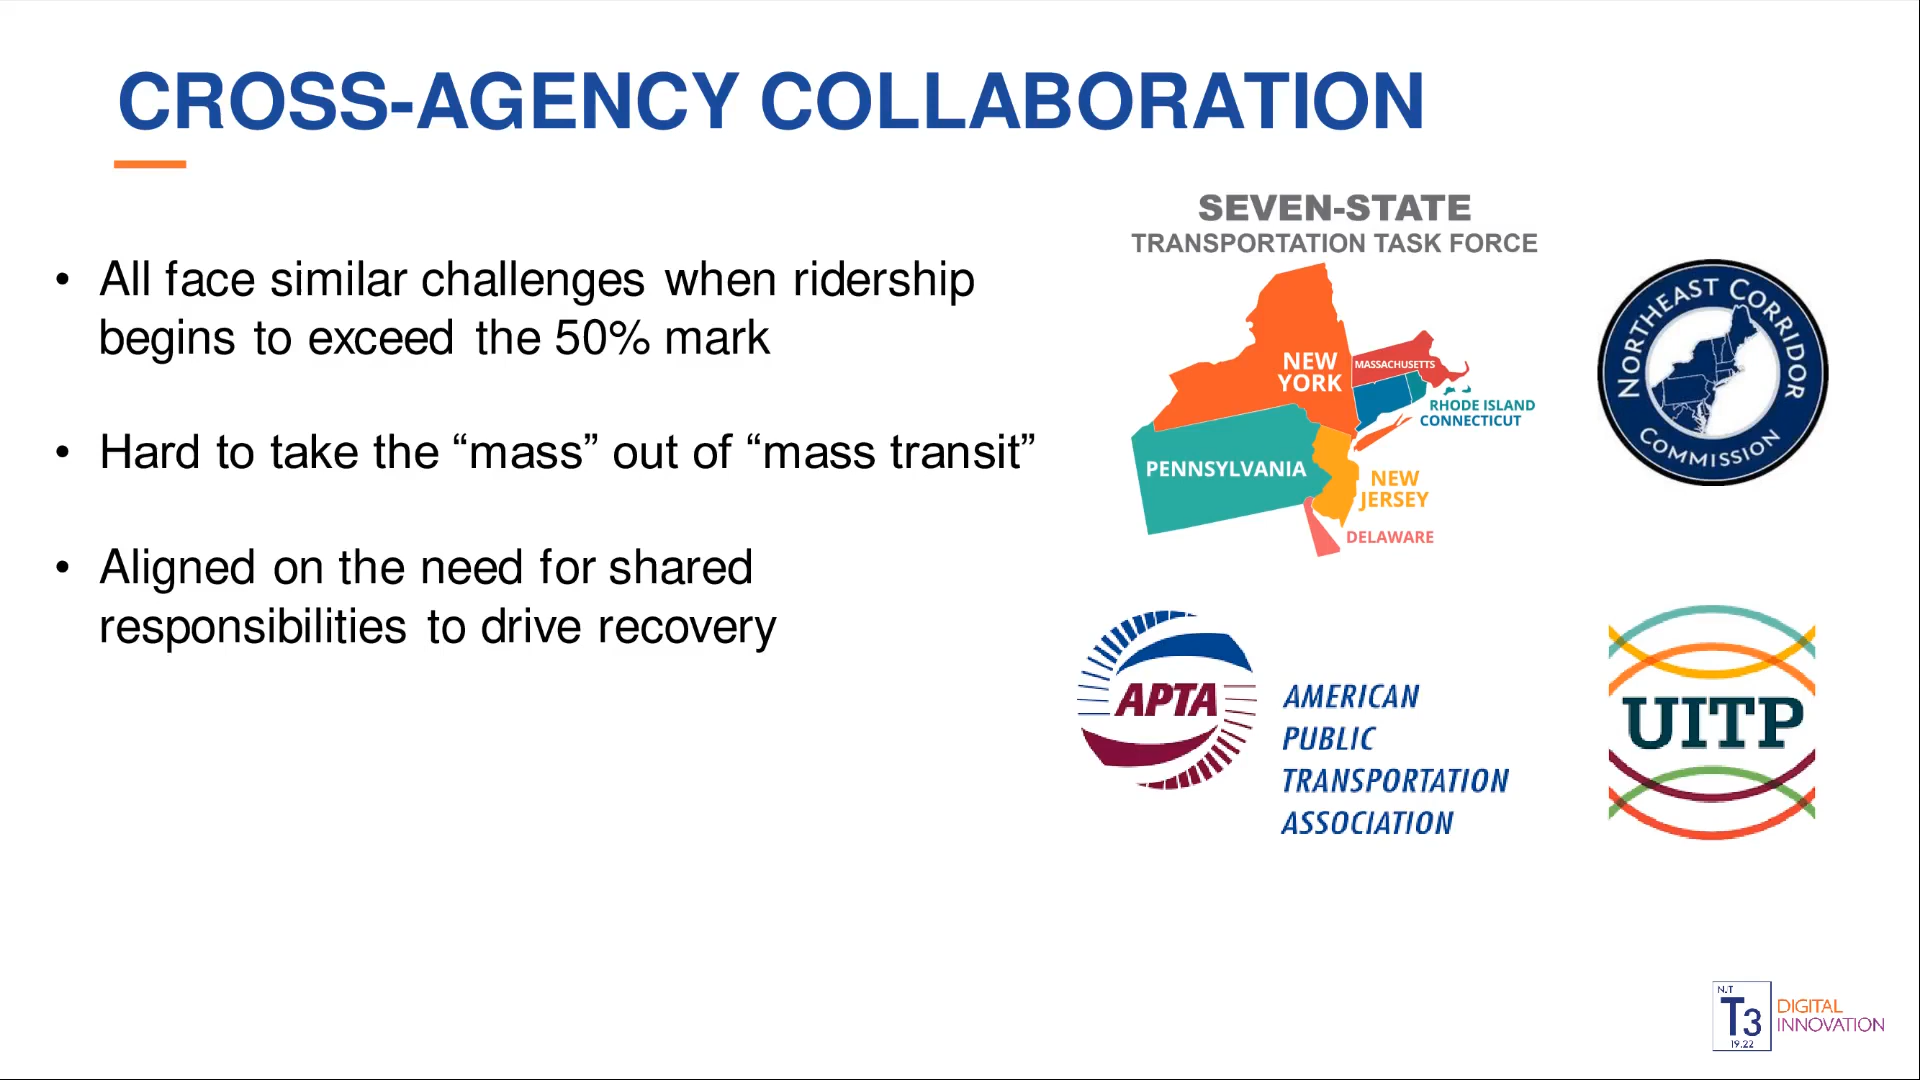 CROSS-AGENCY COLLABORATION
• All face similar challenges when ridership
begins to exceed the 50% mark
• Hard to take the “mass” out of “mass transit”
• Aligned on the need for shared
responsibilities to drive recovery
SEVEN-STATE
TRANSPORTATION TASK FORCE
NEW
YORK
MASSACHUSETTS
RHODE ISLAND
CONNECTICUT
PENNSYLVANIA
NEW
JERSEY
DELAWARE
NORTHEAST CORRIDOR
COMMISSION
APTA
AMERICAN
PUBLIC
TRANSPORTATION
ASSOCIATION
UITP
NJT
T3
19.22
DIGITAL
INNOVATION